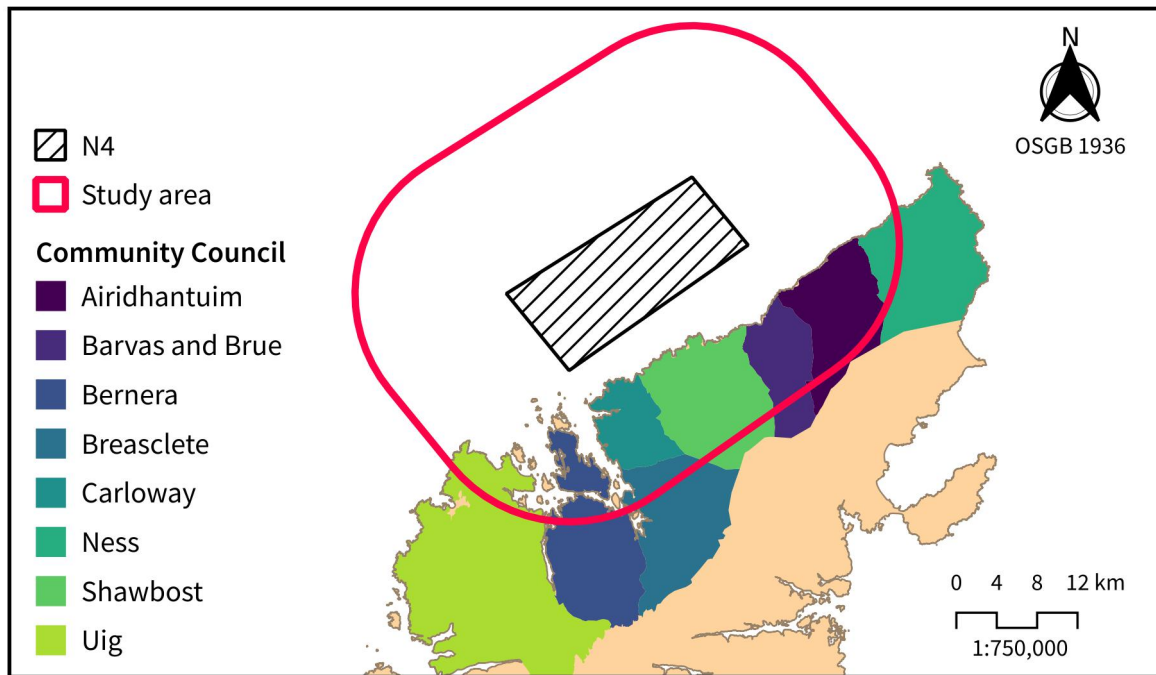 N4
Study area
Community Council
Airidhantuim
Barvas and Brue
Bernera
Breasclete
Carloway
Ness
Shawbost
Uig
N
OSGB 1936
0 4 8 12 km
1:750,000